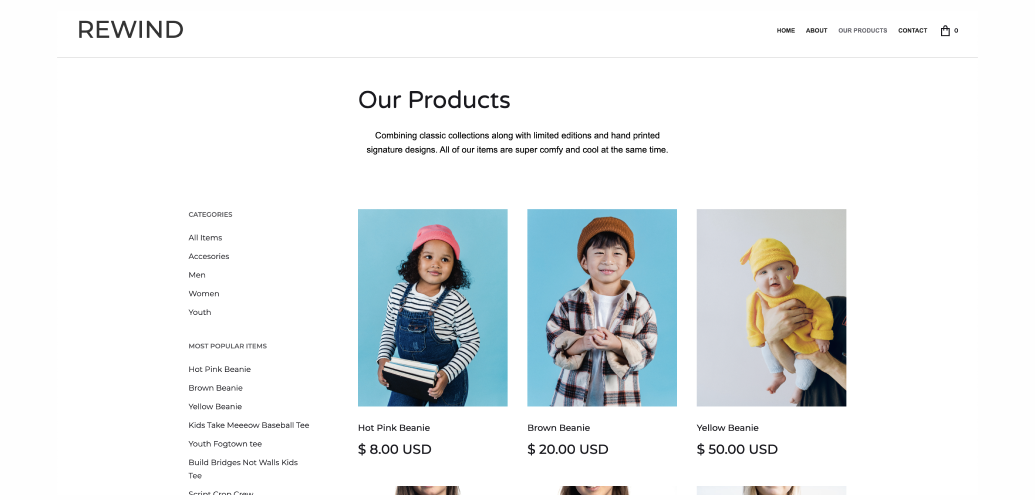 REWIND
HOME ABOUT OUR PRODUCTS CONTACT 0
Our Products
Combining classic collections along with limited editions and hand printed
signature designs. All of our items are super comfy and cool at the same time.
CATEGORIES
All Items
Accesories
Men
Women
Youth
MOST POPULAR ITEMS
Hot Pink Beanie
Brown Beanie
Yellow Beanie
Kids Take Meeeow Baseball Tee
Youth Fogtown tee
Build Bridges Not Walls Kids
Tee
Script Crop Crew
Hot Pink Beanie
$ 8.00 USD
Brown Beanie
$ 20.00 USD
Yellow Beanie
$ 50.00 USD